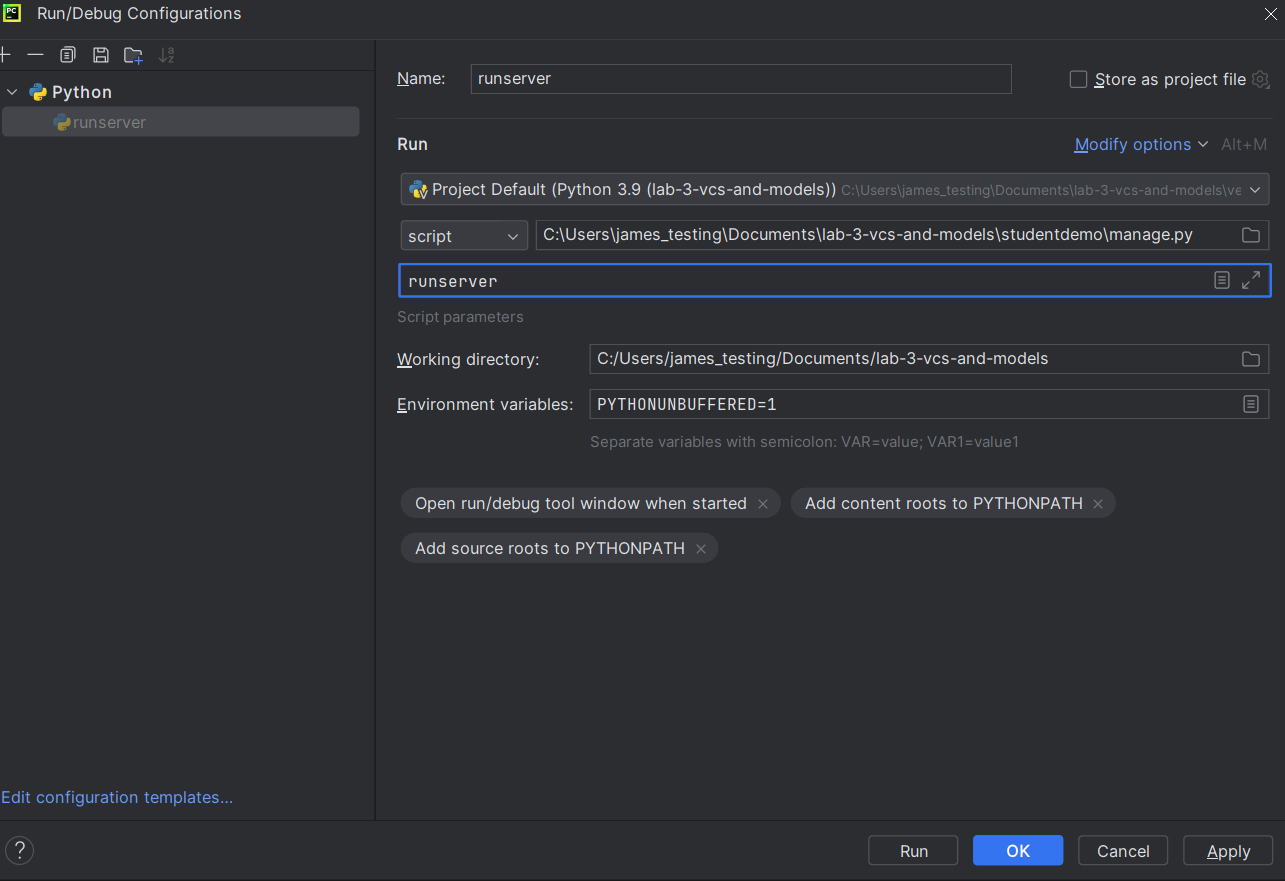 Run/Debug Configurations
Python
runserver
Name: runserver Store as project file
Run Modify options Alt+M
Project Default (Python 3.9 (lab-3-vcs-and-models)) C:\Users\james_testing\Documents\lab-3-vcs-and-models\ve
script C:\Users\james_testing\Documents\lab-3-vcs-and-models\studentdemo\manage.py
runserver
Script parameters
Working directory: C:/Users/james_testing/Documents/lab-3-vcs-and-models
Environment variables: PYTHONUNBUFFERED=1
Separate variables with semicolon: VAR=value; VAR1=value1
Open run/debug tool window when started × Add content roots to PYTHONPATH ×
Add source roots to PYTHONPATH ×
Edit configuration templates...
? Run OK Cancel Apply